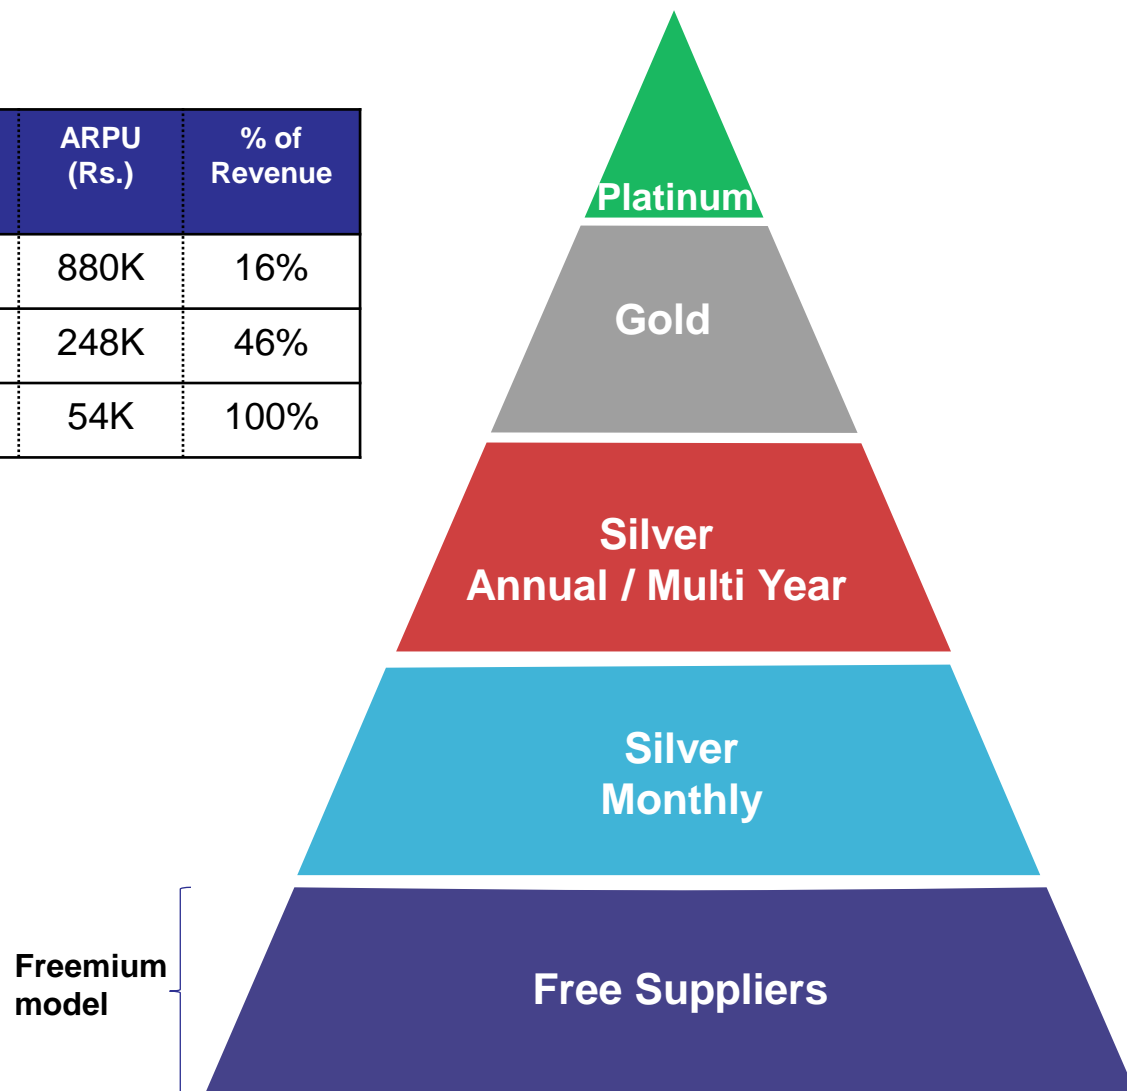 ARPU
(Rs.)
% of
Revenue
880K 16%
248K 46%
54K 100%
Platinum
Gold
Silver
Annual / Multi Year
Silver
Monthly
Free Suppliers
Freemium
model